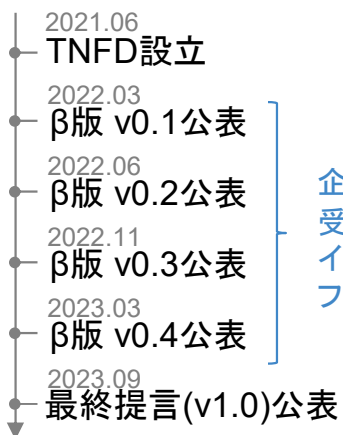 2021.06
TNFD設立
2022.03
β版 v0.1公表
2022.06
β版 v0.2公表
2022.11
β版 v0.3公表
2023.03
β版 v0.4公表
2023.09
最終提言(v1.0)公表
企
受
イ
フ